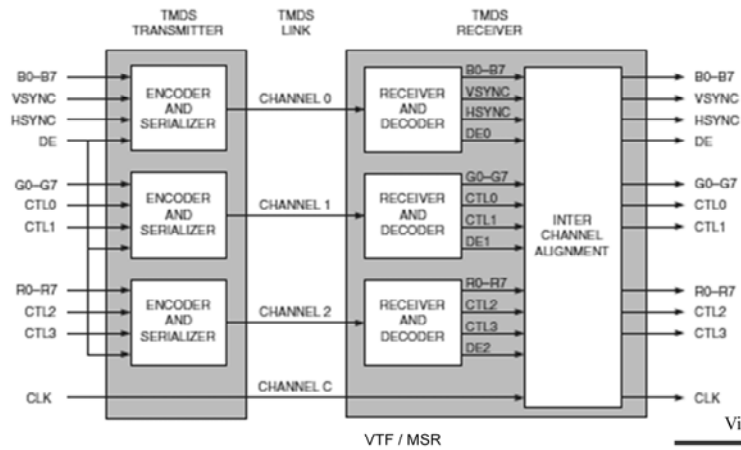 TMDS TRANSMITTER
TMDS LINK
TMDS RECEIVER
B0–B7
VSYNC
HSYNC
DE
ENCODER
AND
SERIALIZER
CHANNEL 0
RECEIVER
AND
DECODER
B0–B7
VSYNC
HSYNC
DE0
B0–B7
VSYNC
HSYNC
DE
G0–G7
CTL0
CTL1
ENCODER
AND
SERIALIZER
CHANNEL 1
RECEIVER
AND
DECODER
G0–G7
CTL0
CTL1
DE1
INTER
CHANNEL
ALIGNMENT
G0–G7
CTL0
CTL1
R0–R7
CTL2
CTL3
ENCODER
AND
SERIALIZER
CHANNEL 2
RECEIVER
AND
DECODER
R0–R7
CTL2
CTL3
DE2
R0–R7
CTL2
CTL3
CLK
CHANNEL C
CLK
VTF / MSR
Vi